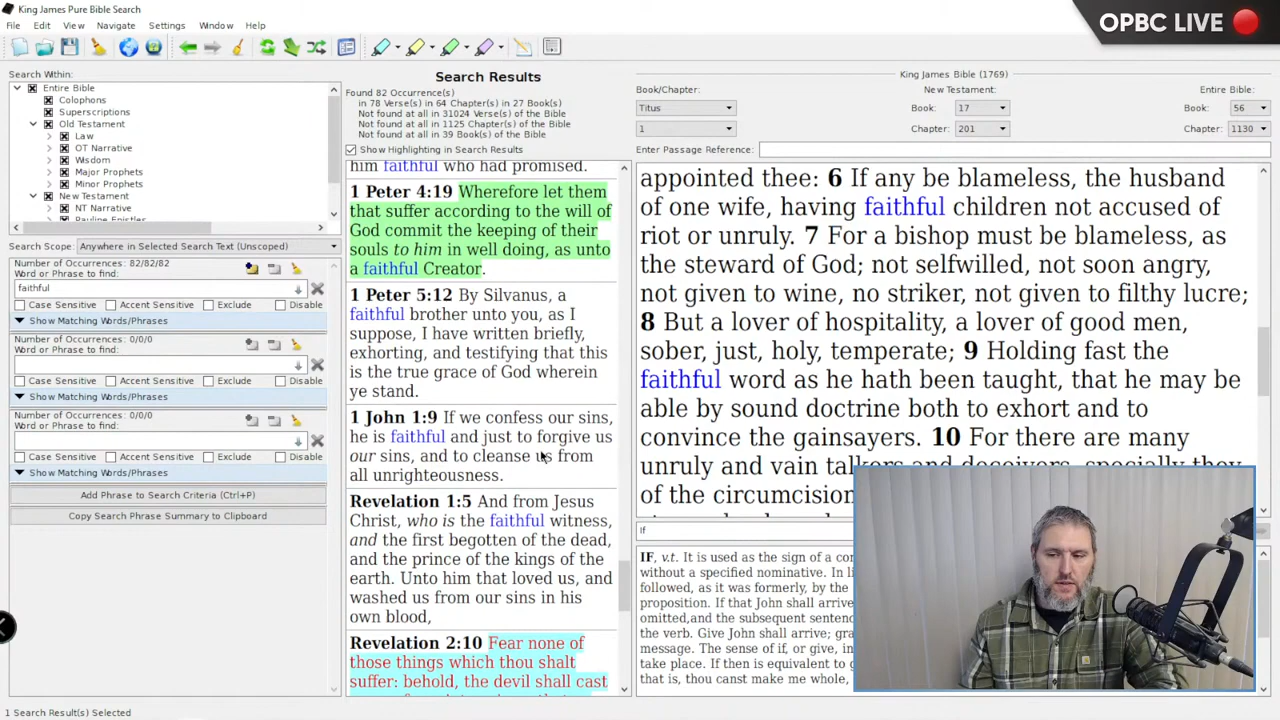 King James Pure Bible Search
OPBC LIVE
File Edit View Navigate Settings Window Help
Search Within:
Entire Bible
Colophons
Superscriptions
Old Testament
Law
OT Narrative
Wisdom
Major Prophets
Minor Prophets
New Testament
NT Narrative
Pauline Epistles
Search Scope: Anywhere in Selected Search Text (Unscoped)
Number of Occurrences: 82/82/82
Word or Phrase to find:
faithful
Case Sensitive Accent Sensitive Exclude Disable
Show Matching Words/Phrases
Number of Occurrences: 0/0/0
Word or Phrase to find:
Case Sensitive Accent Sensitive Exclude Disable
Show Matching Words/Phrases
Number of Occurrences: 0/0/0
Word or Phrase to find:
Case Sensitive Accent Sensitive Exclude Disable
Show Matching Words/Phrases
Add Phrase to Search Criteria (Ctrl+P)
Copy Search Phrase Summary to Clipboard
Search Results
Found 82 Occurrence(s)
in 78 Verse(s) in 64 Chapter(s) in 27 Book(s)
Not found at all in 31024 Verse(s) of the Bible
Not found at all in 1125 Chapter(s) of the Bible
Not found at all in 39 Book(s) of the Bible
Show Highlighting in Search Results
him faithful who had promised.
1 Peter 4:19 Wherefore let them
that suffer according to the will of
God commit the keeping of their
souls to him in well doing, as unto
a faithful Creator.
1 Peter 5:12 By Silvanus, a
faithful brother unto you, as I
suppose, I have written briefly,
exhorting, and testifying that this
is the true grace of God wherein
ye stand.
1 John 1:9 If we confess our sins,
he is faithful and just to forgive us
our sins, and to cleanse us from
all unrighteousness.
Revelation 1:5 And from Jesus
Christ, who is the faithful witness,
and the first begotten of the dead,
and the prince of the kings of the
earth. Unto him that loved us, and
washed us from our sins in his
own blood,
Revelation 2:10 Fear none of
those things which thou shalt
suffer: behold, the devil shall cast
King James Bible (1769)
Book/Chapter: New Testament: Entire Bible:
Titus Book: 17 Book: 56
1 Chapter: 201 Chapter: 1130
Enter Passage Reference:
appointed thee: 6 If any be blameless, the husband
of one wife, having faithful children not accused of
riot or unruly. 7 For a bishop must be blameless, as
the steward of God; not selfwilled, not soon angry,
not given to wine, no striker, not given to filthy lucre;
8 But a lover of hospitality, a lover of good men,
sober, just, holy, temperate; 9 Holding fast the
faithful word as he hath been taught, that he may be
able by sound doctrine both to exhort and to
convince the gainsayers. 10 For there are many
unruly and vain talkers and deceivers, specially they
of the circumcision
If
IF, v.t. It is used as the sign of a co
without a specified nominative. In
followed, as it was formerly, by the
proposition. If that John shall arrive
omitted,and the subsequent senten
the verb. Give John shall arrive;
message. The sense of if, or give, in
take place. If then is equivalent to
that is, thou canst make me whole,
1 Search Result(s) Selected